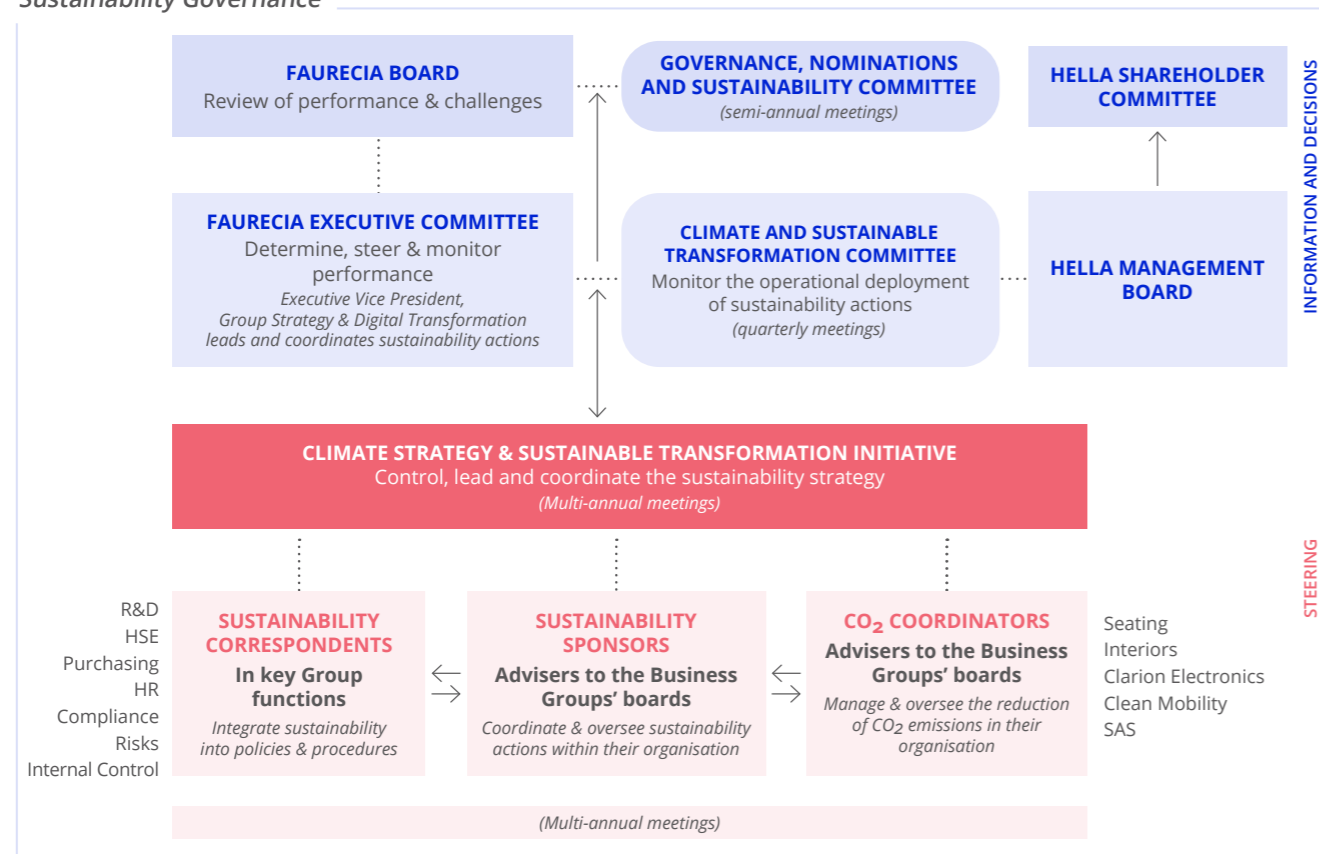 Sustainability Governance
FAURECIA BOARD
Review of performance & challenges
GOVERNANCE, NOMINATIONS
AND SUSTAINABILITY COMMITTEE
(semi-annual meetings)
HELLA SHAREHOLDER
COMMITTEE
FAURECIA EXECUTIVE COMMITTEE
Determine, steer & monitor
performance
Executive Vice President,
Group Strategy & Digital Transformation
leads and coordinates sustainability actions
CLIMATE AND SUSTAINABLE
TRANSFORMATION COMMITTEE
Monitor the operational deployment
of sustainability actions
(quarterly meetings)
HELLA MANAGEMENT
BOARD
INFORMATION AND DECISIONS
CLIMATE STRATEGY & SUSTAINABLE TRANSFORMATION INITIATIVE
Control, lead and coordinate the sustainability strategy
(Multi-annual meetings)
R&D
HSE
Purchasing
HR
Compliance
Risks
Internal Control
SUSTAINABILITY
CORRESPONDENTS
In key Group
functions
Integrate sustainability
into policies & procedures
SUSTAINABILITY
SPONSORS
Advisers to the Business
Groups' boards
Coordinate & oversee sustainability
actions within their organisation
CO₂ COORDINATORS
Advisers to the Business
Groups' boards
Manage & oversee the reduction
of CO₂ emissions in their
organisation
Seating
Interiors
Clarion Electronics
Clean Mobility
SAS
STEERING
(Multi-annual meetings)